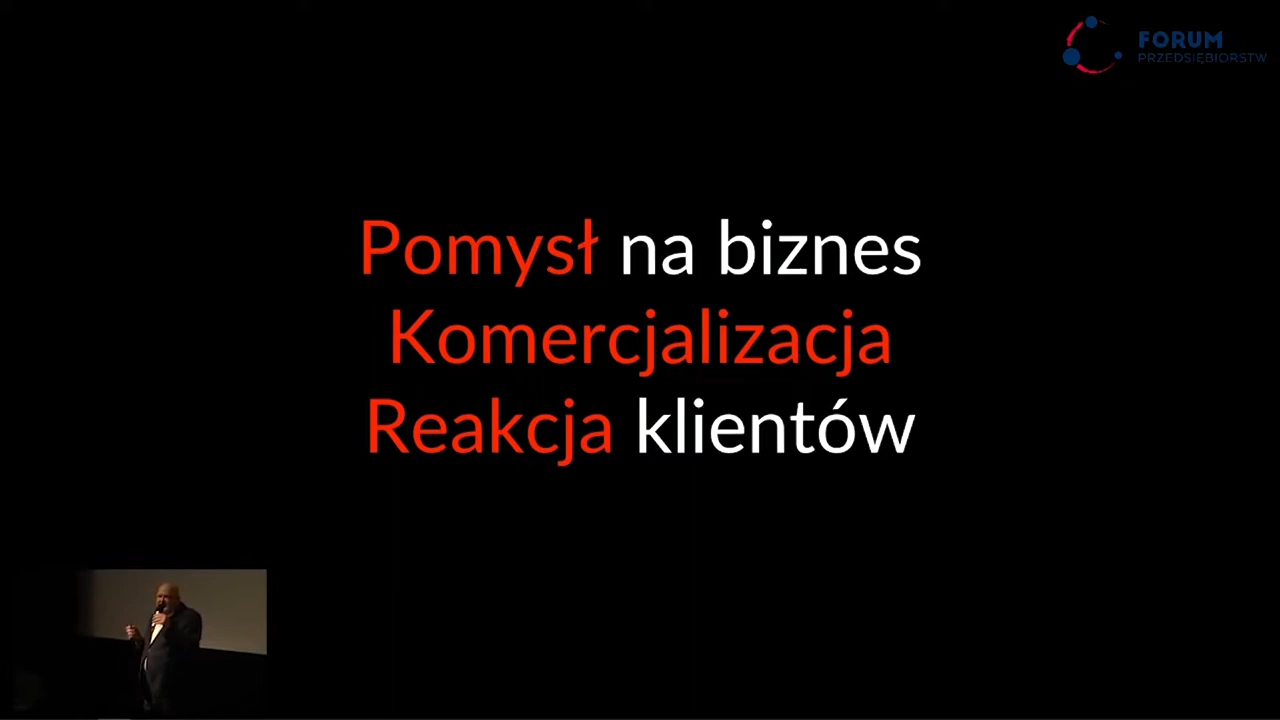 FORUM
PRZEDSIĘBIORSTW
Pomysł na biznes
Komercjalizacja
Reakcja klientów